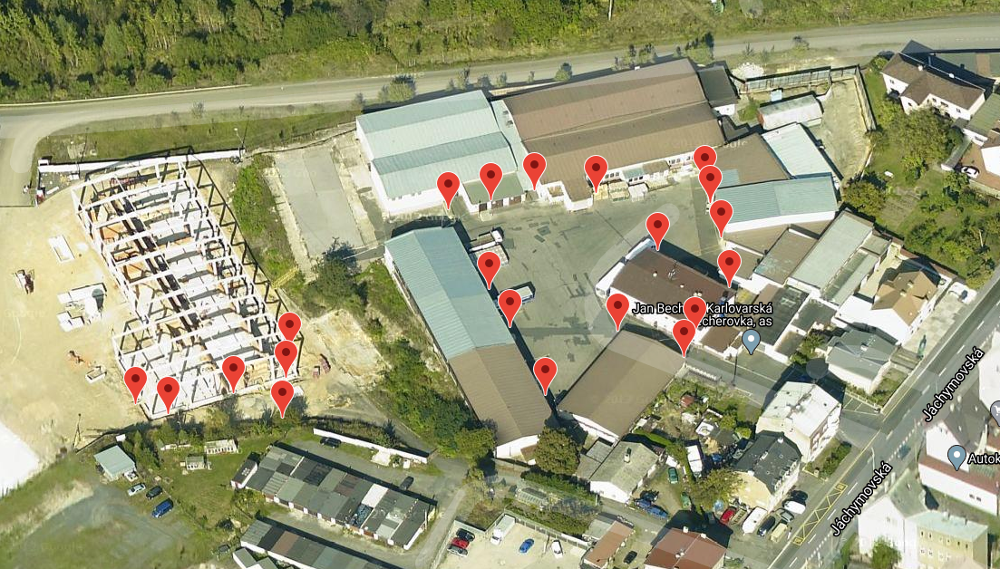 Jan Bech Karlovarská
cherovka, as
Jáchymovská
Autok
Jáchymovská